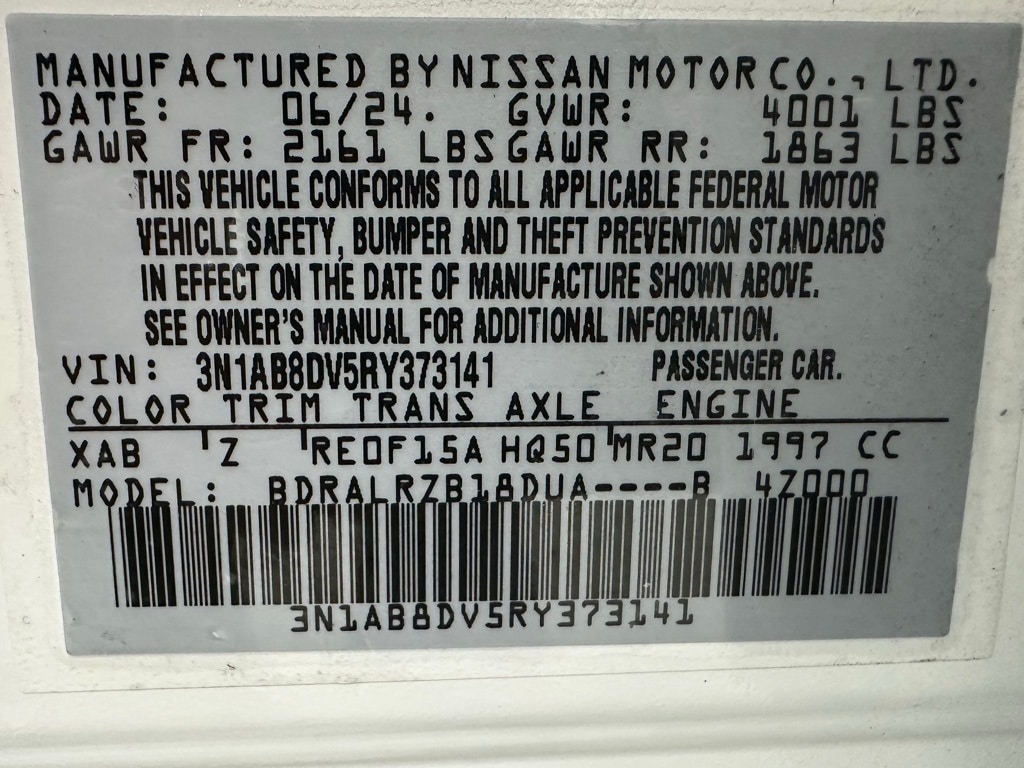 MANUFACTURED BY NISSAN MOTOR CO., LTD.
DATE: 06/24. GVWR: 4001 LBS
GAWR FR: 2161 LBS GAWR RR: 1863 LBS
THIS VEHICLE CONFORMS TO ALL APPLICABLE FEDERAL MOTOR
VEHICLE SAFETY, BUMPER AND THEFT PREVENTION STANDARDS
IN EFFECT ON THE DATE OF MANUFACTURE SHOWN ABOVE.
SEE OWNER'S MANUAL FOR ADDITIONAL INFORMATION.
VIN: 3N1AB8DV5RY373141 PASSENGER CAR.
COLOR TRIM TRANS AXLE ENGINE
XAB Z RE0F15A HQ50 MR20 1997 CC
MODEL: BDRALRZB18DUA----B 4Z000
3N1AB8DV5RY373141